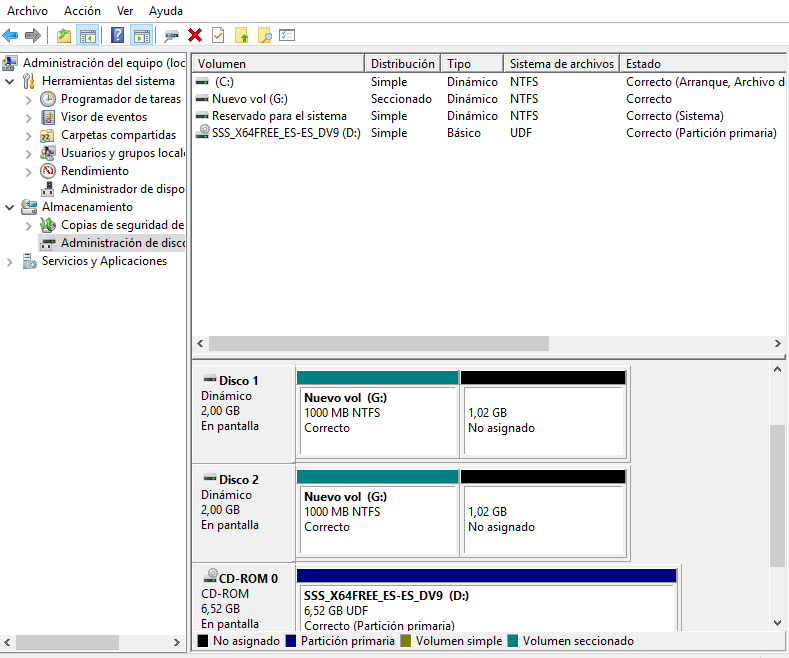 Archivo Acción Ver Ayuda
Administración del equipo (loc
Herramientas del sistema
Programador de tareas
Visor de eventos
Carpetas compartidas
Usuarios y grupos locale
Rendimiento
Administrador de dispo
Almacenamiento
Copias de seguridad de
Administración de disco
Servicios y Aplicaciones
Volumen Distribución Tipo Sistema de archivos Estado
(C:) Simple Dinámico NTFS Correcto (Arranque, Archivo d
Nuevo vol (G:) Seccionado Dinámico NTFS Correcto
Reservado para el sistema Simple Dinámico NTFS Correcto (Sistema)
SSS_X64FREE_ES-ES_DV9 (D:) Simple Básico UDF Correcto (Partición primaria)
Disco 1
Dinámico
2,00 GB
En pantalla
Nuevo vol (G:)
1000 MB NTFS
Correcto
1,02 GB
No asignado
Disco 2
Dinámico
2,00 GB
En pantalla
Nuevo vol (G:)
1000 MB NTFS
Correcto
1,02 GB
No asignado
CD-ROM 0
CD-ROM
6,52 GB
En pantalla
SSS_X64FREE_ES-ES_DV9 (D:)
6,52 GB UDF
Correcto (Partición primaria)
No asignado Partición primaria Volumen simple Volumen seccionado